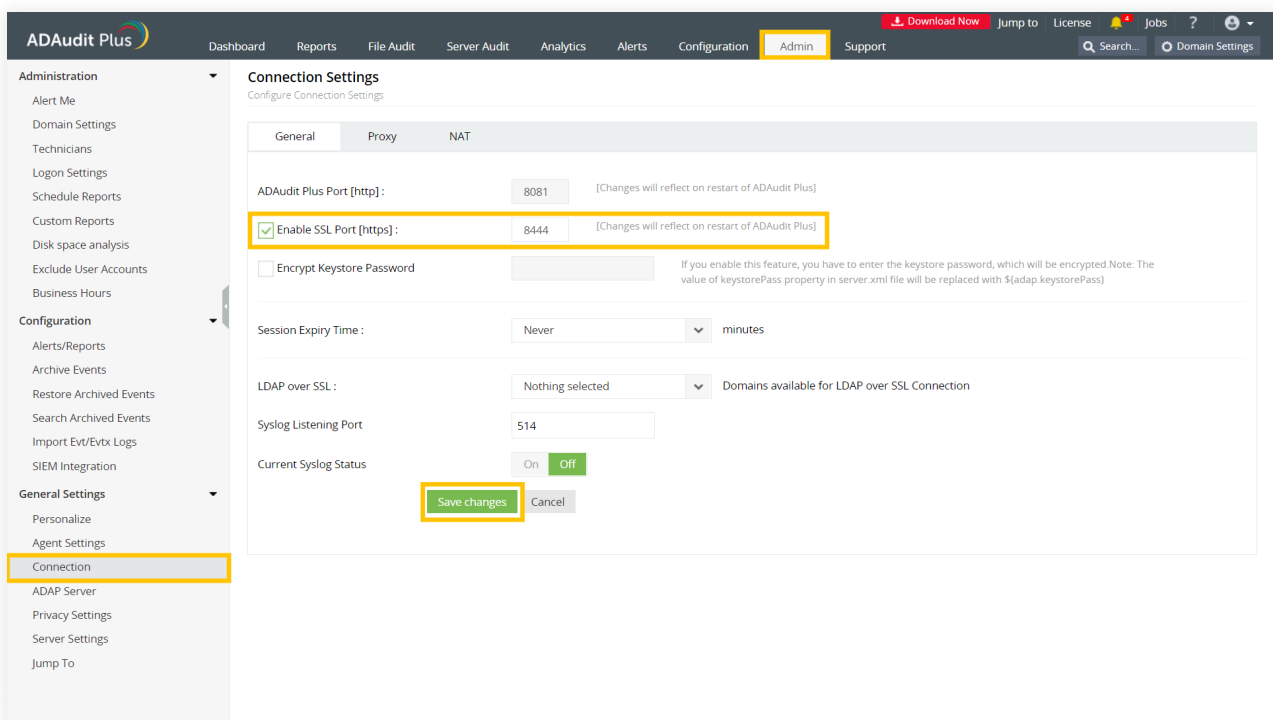 Download Now Jump to License 4 Jobs ?
ADAudit Plus
Dashboard Reports File Audit Server Audit Analytics Alerts Configuration Admin Support Search... Domain Settings
Administration
Alert Me
Domain Settings
Technicians
Logon Settings
Schedule Reports
Custom Reports
Disk space analysis
Exclude User Accounts
Business Hours
Configuration
Alerts/Reports
Archive Events
Restore Archived Events
Search Archived Events
Import Evt/Evtx Logs
SIEM Integration
General Settings
Personalize
Agent Settings
Connection
ADAP Server
Privacy Settings
Server Settings
Jump To
Connection Settings
Configure Connection Settings
General Proxy NAT
ADAudit Plus Port [http] : 8081 [Changes will reflect on restart of ADAudit Plus]
Enable SSL Port [https] : 8444 [Changes will reflect on restart of ADAudit Plus]
Encrypt Keystore Password If you enable this feature, you have to enter the keystore password, which will be encrypted.Note: The
value of keystorePass property in server.xml file will be replaced with ${adap.keystorePass}
Session Expiry Time : Never minutes
LDAP over SSL : Nothing selected Domains available for LDAP over SSL Connection
Syslog Listening Port 514
Current Syslog Status On Off
Save changes Cancel